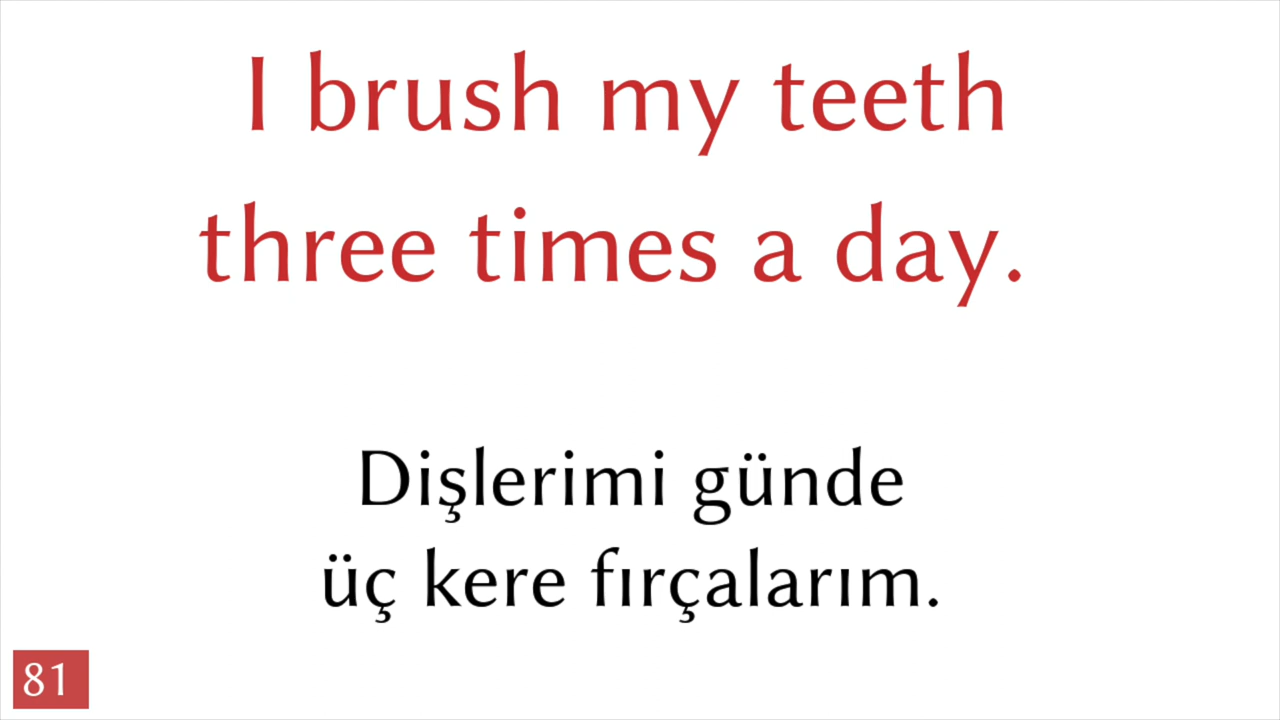 I brush my teeth
three times a day.
Dişlerimi günde
üç kere fırçalarım.
81